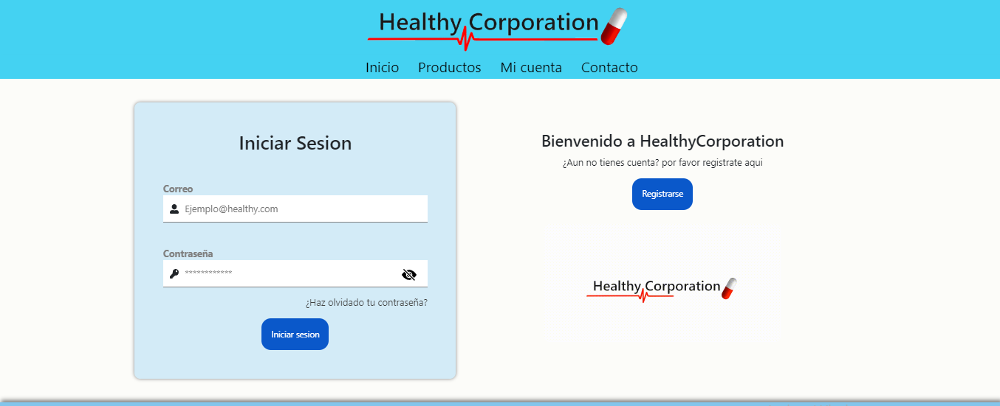 Healthy Corporation
Inicio Productos Mi cuenta Contacto
Iniciar Sesion
Correo
Ejemplo@healthy.com
Contraseña
************
¿Haz olvidado tu contraseña?
Iniciar sesion
Bienvenido a HealthyCorporation
¿Aun no tienes cuenta? por favor registrate aqui
Registrarse
Healthy Corporation